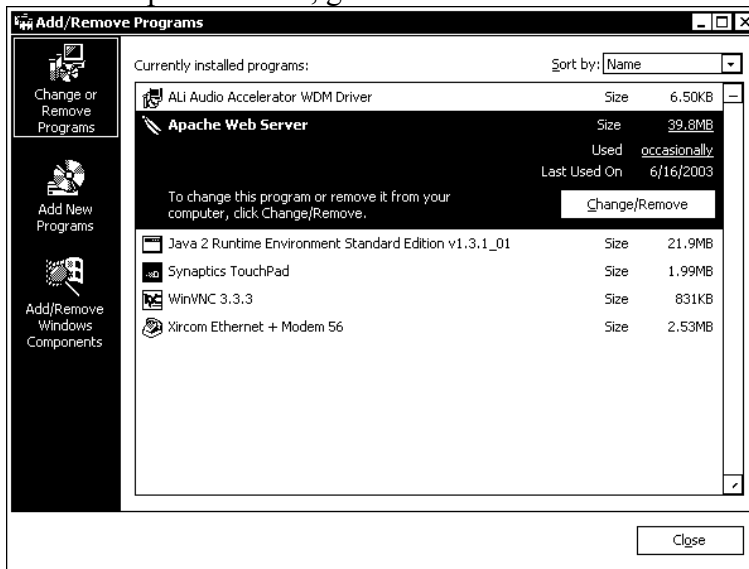 Add/Remove Programs
Change or
Remove
Programs
Add New
Programs
Add/Remove
Windows
Components
Currently installed programs:
Sort by: Name
ALi Audio Accelerator WDM Driver Size 6.50KB
Apache Web Server Size 39.8MB
Used occasionally
Last Used On 6/16/2003
To change this program or remove it from your
computer, click Change/Remove.
Change/Remove
Java 2 Runtime Environment Standard Edition v1.3.1_01 Size 21.9MB
Synaptics TouchPad Size 1.99MB
WinVNC 3.3.3 Size 831KB
Xircom Ethernet + Modem 56 Size 2.53MB
Close